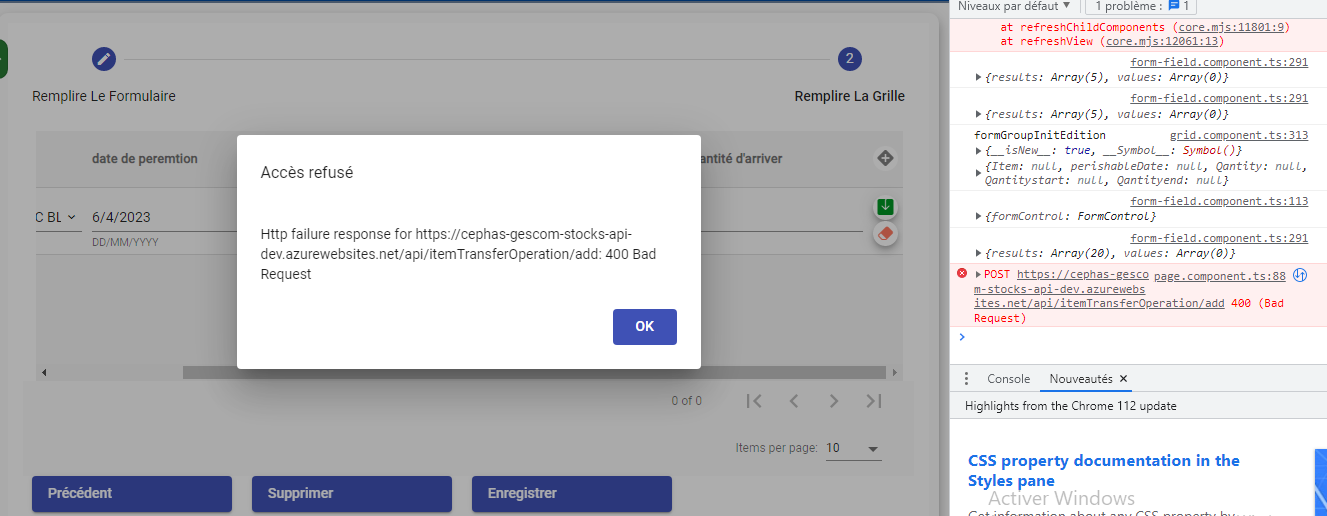 2
Remplire Le Formulaire
Remplire La Grille
date de peremtion
antité d'arriver
C BL
6/4/2023
DD/MM/YYYY
Accès refusé
Http failure response for https://cephas-gescom-stocks-api-
dev.azurewebsites.net/api/itemTransferOperation/add: 400 Bad
Request
OK
0 of 0
Items per page: 10
Précédent
Supprimer
Enregistrer
Niveaux par défaut
1 problème : 1
at refreshChildComponents (core.mjs:11801:9)
at refreshView (core.mjs:12061:13)
form-field.component.ts:291
{results: Array(5), values: Array(0)}
form-field.component.ts:291
{results: Array(5), values: Array(0)}
formGroupInitEdition grid.component.ts:313
{__isNew__: true, __Symbol__: Symbol()}
{Item: null, perishableDate: null, Qantity: null,
Qantitystart: null, Qantityend: null}
form-field.component.ts:113
{formControl: FormControl}
form-field.component.ts:291
{results: Array(20), values: Array(0)}
POST https://cephas-gesco page.component.ts:88
m-stocks-api-dev.azurewebs
ites.net/api/itemTransferOperation/add 400 (Bad
Request)
Console
Nouveautés
Highlights from the Chrome 112 update
CSS property documentation in the
Styles pane
Activer Windows
Get information about any CSS property by